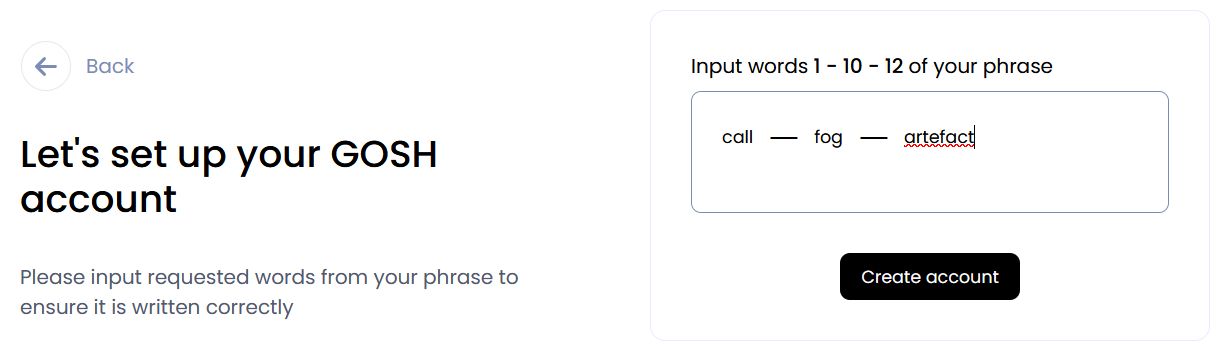 Back
Let's set up your GOSH
account
Please input requested words from your phrase to
ensure it is written correctly
Input words 1 - 10 - 12 of your phrase
call — fog — artefact
Create account